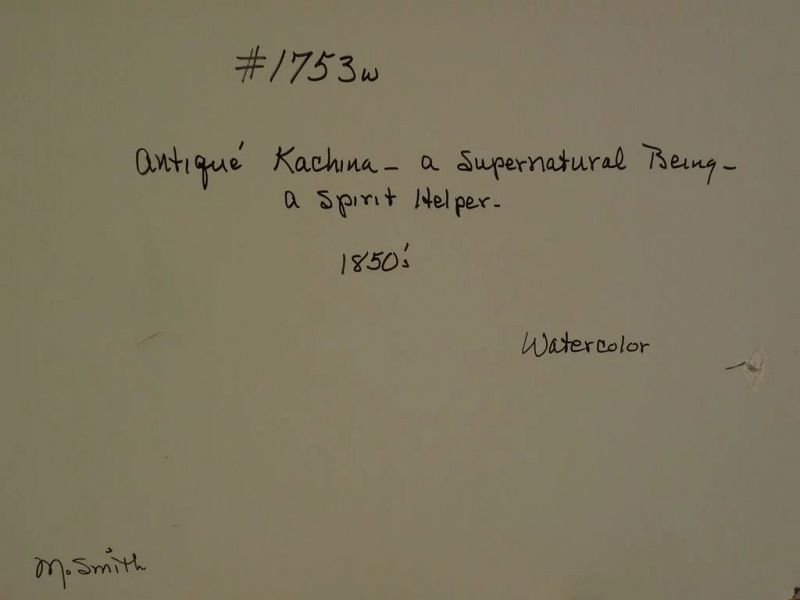 #1753w
Antiqué Kachina - a Supernatural Being -
a Spirit Helper.
1850's
Watercolor
M. Smith